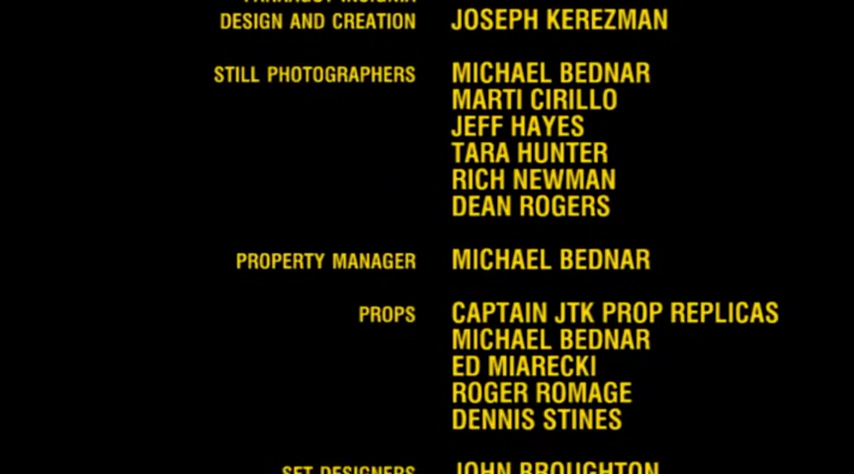 FARRAGUT INSIGNIA
DESIGN AND CREATION JOSEPH KEREZMAN
STILL PHOTOGRAPHERS MICHAEL BEDNAR
MARTI CIRILLO
JEFF HAYES
TARA HUNTER
RICH NEWMAN
DEAN ROGERS
PROPERTY MANAGER MICHAEL BEDNAR
PROPS CAPTAIN JTK PROP REPLICAS
MICHAEL BEDNAR
ED MIARECKI
ROGER ROMAGE
DENNIS STINES
SET DESIGNERS JOHN BROUGHTON